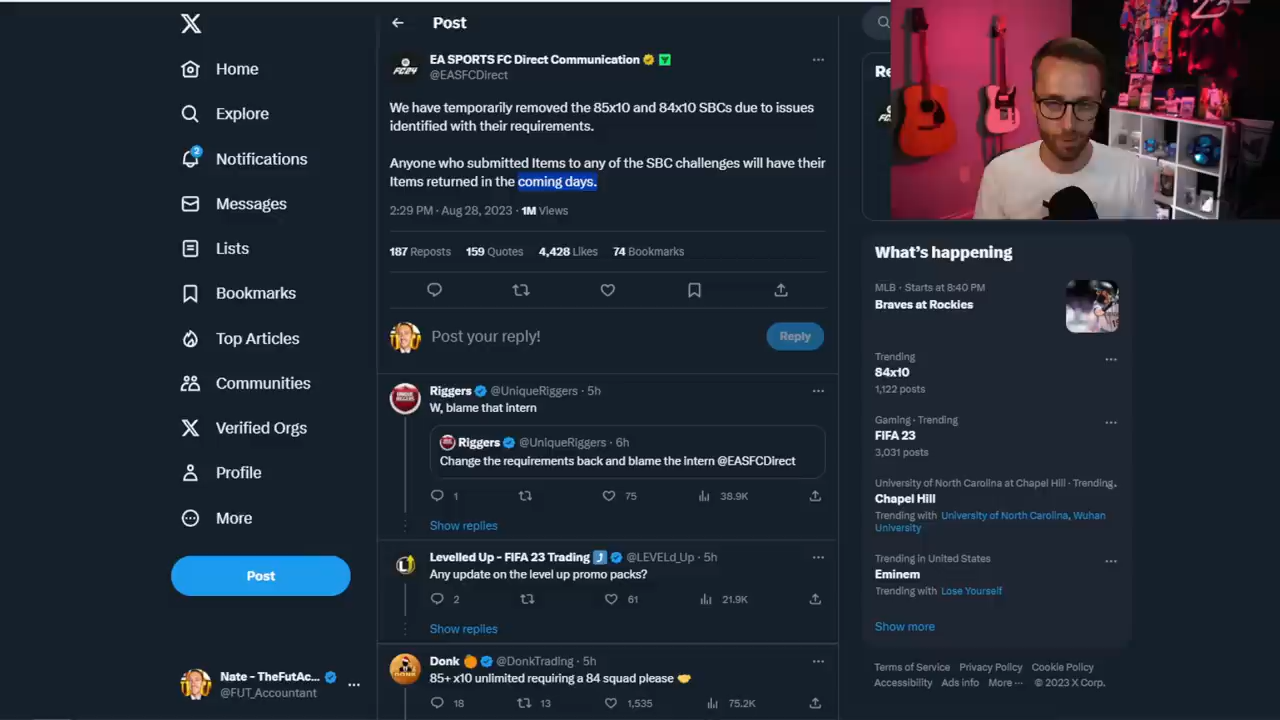 Home
Explore
2
Notifications
Messages
Lists
Bookmarks
Top Articles
Communities
Verified Orgs
Profile
More
Post
Nate - TheFutAc...
@FUT_Accountant
Post
EA SPORTS FC Direct Communication
@EASFCDirect
We have temporarily removed the 85x10 and 84x10 SBCs due to issues
identified with their requirements.
Anyone who submitted Items to any of the SBC challenges will have their
Items returned in the coming days.
2:29 PM · Aug 28, 2023 · 1M Views
187 Reposts 159 Quotes 4,428 Likes 74 Bookmarks
Post your reply!
Reply
Riggers @UniqueRiggers · 5h
W, blame that intern
Riggers @UniqueRiggers · 6h
Change the requirements back and blame the intern @EASFCDirect
1 75 38.9K
Show replies
Levelled Up - FIFA 23 Trading @LEVELd_Up · 5h
Any update on the level up promo packs?
2 61 21.9K
Show replies
Donk @DonkTrading · 5h
85+ x10 unlimited requiring a 84 squad please
18 13 1,535 75.2K
Re
What's happening
MLB · Starts at 8:40 PM
Braves at Rockies
Trending
84x10
1,122 posts
Gaming · Trending
FIFA 23
3,031 posts
University of North Carolina at Chapel Hill · Trending
Chapel Hill
Trending with University of North Carolina, Wuhan
University
Trending in United States
Eminem
Trending with Lose Yourself
Show more
Terms of Service Privacy Policy Cookie Policy
Accessibility Ads info More ··· © 2023 X Corp.